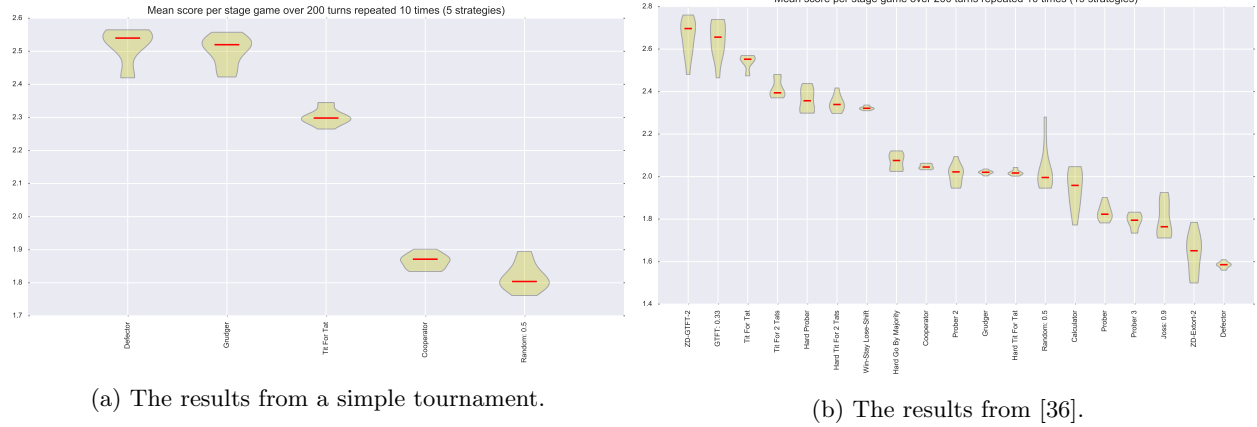 Mean score per stage game over 200 turns repeated 10 times (5 strategies)
2.6
2.5
2.4
2.3
2.2
2.1
2.0
1.9
1.8
1.7
Defector
Grudger
Tit For Tat
Cooperator
Random: 0.5
(a) The results from a simple tournament.
Mean score per stage game over 200 turns repeated 10 times (19 strategies)
2.8
2.6
2.4
2.2
2.0
1.8
1.6
1.4
ZD-GTFT-2
GTFT: 0.33
Tit For Tat
Tit For 2 Tats
Hard Prober
Hard Tit For 2 Tats
Win-Stay Lose-Shift
Hard Go By Majority
Cooperator
Prober 2
Grudger
Hard Tit For Tat
Random: 0.5
Calculator
Prober
Prober 3
Joss: 0.9
ZD-Extort-2
Defector
(b) The results from [36].